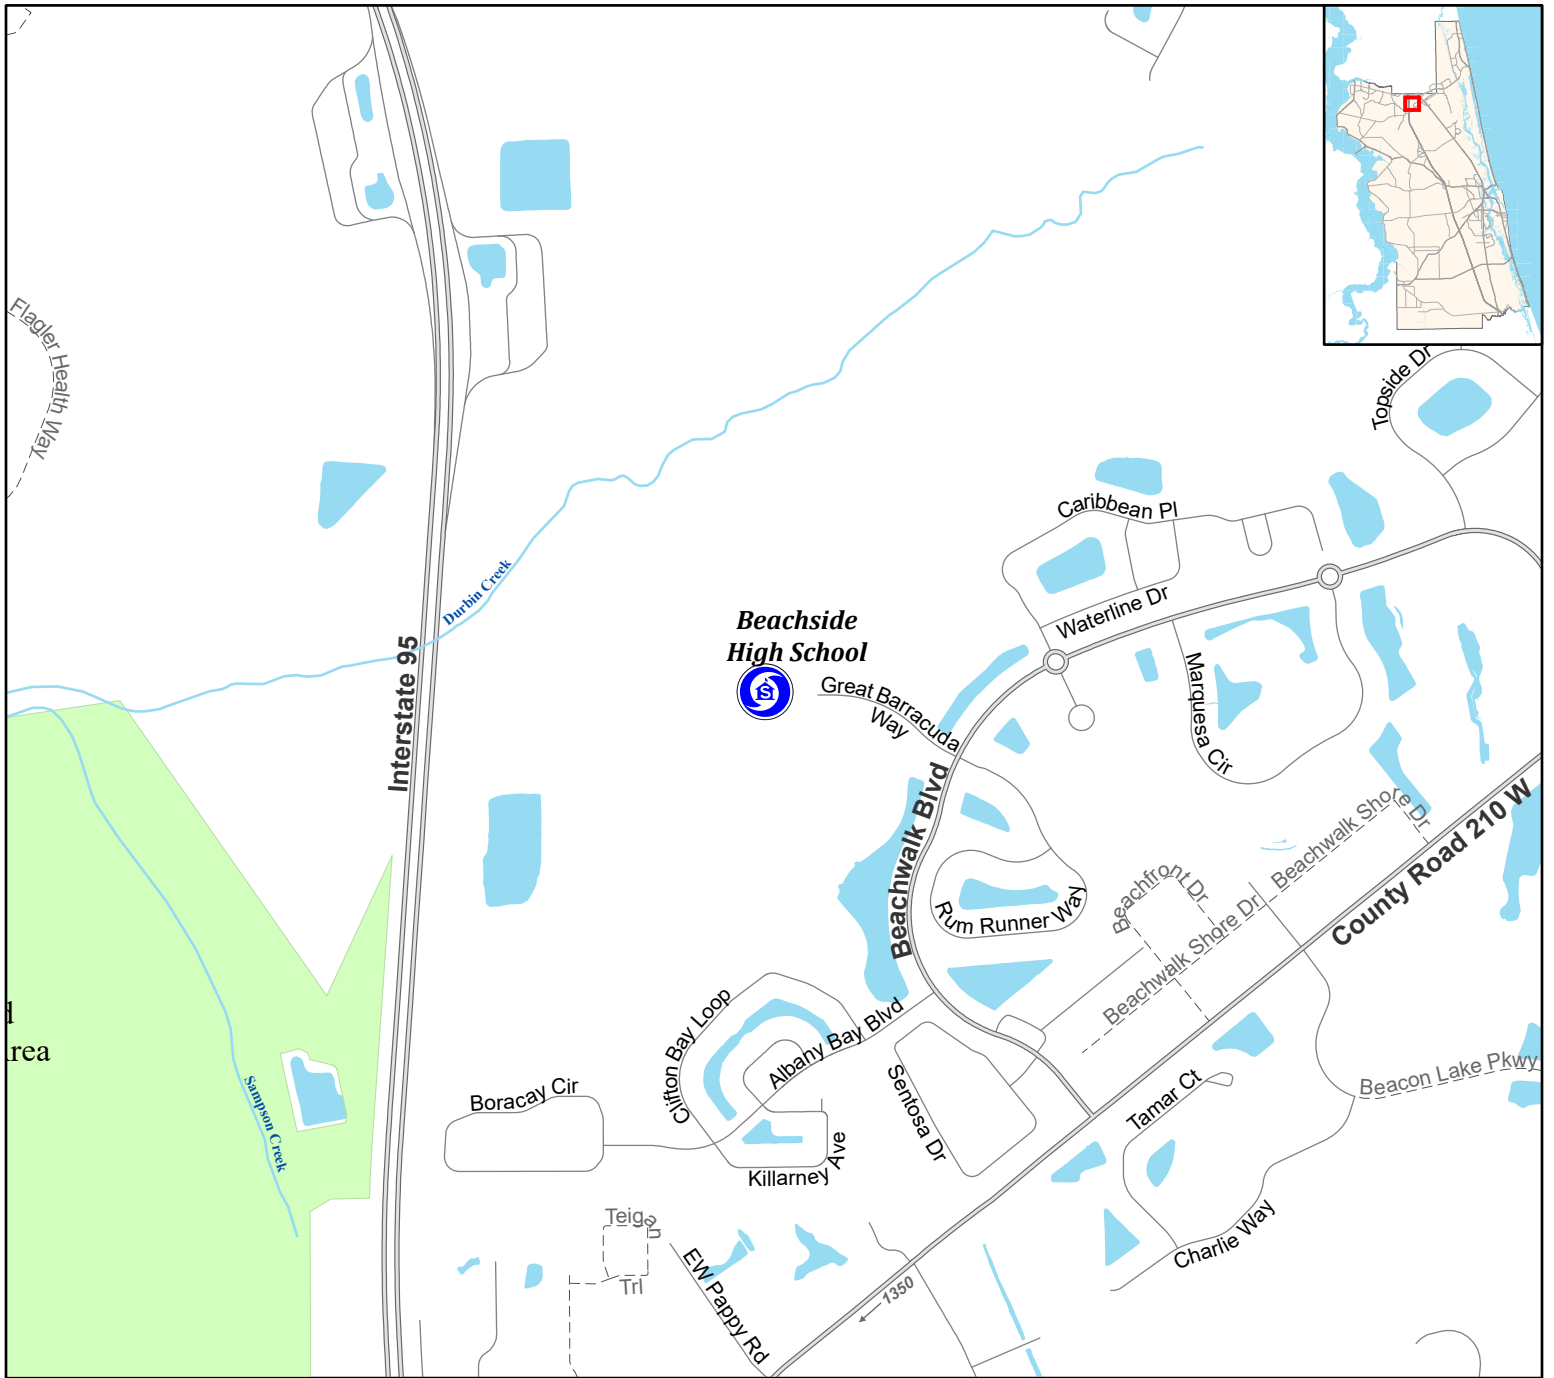 Topside Dr
Flagler Health Way
Caribbean Pl
Durbin Creek
Waterline Dr
Beachside
High School
S
Interstate 95
Great Barracuda
Way
Marquesa Cir
Beachwalk Blvd
Beachwalk Shore Dr
County Road 210 W
Beachfront Dr
Rum Runner Way
Beachwalk Shore Dr
Clifton Bay Loop
Albany Bay Blvd
rea
Sampson Creek
Boracay Cir
Sentosa Dr
Tamar Ct
Beacon Lake Pkwy
Killarney Ave
Teigan
Trl
EW Pappy Rd
Charlie Way
1350